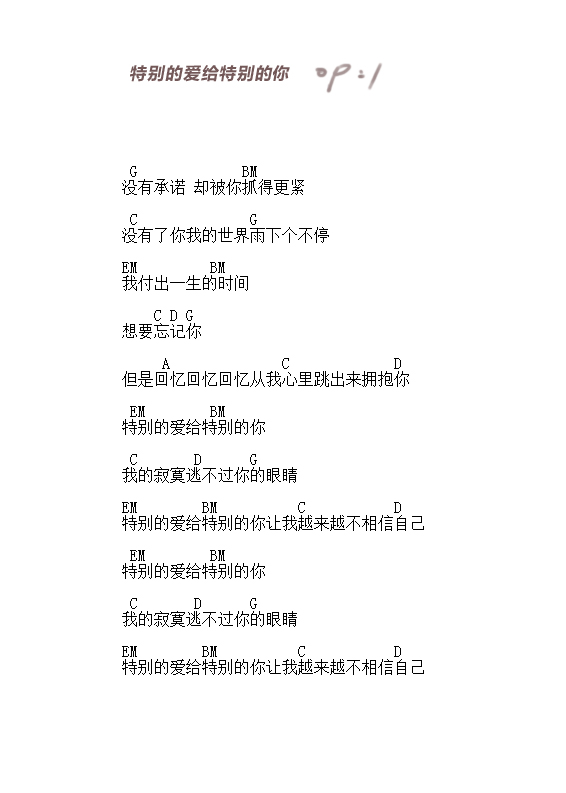 特别的爱给特别的你 op:1
G BM
没有承诺 却被你抓得更紧
C G
没有了你我的世界雨下个不停
EM BM
我付出一生的时间
C D G
想要忘记你
A C D
但是回忆回忆回忆从我心里跳出来拥抱你
EM BM
特别的爱给特别的你
C D G
我的寂寞逃不过你的眼睛
EM BM C D
特别的爱给特别的你让我越来越不相信自己
EM BM
特别的爱给特别的你
C D G
我的寂寞逃不过你的眼睛
EM BM C D
特别的爱给特别的你让我越来越不相信自己